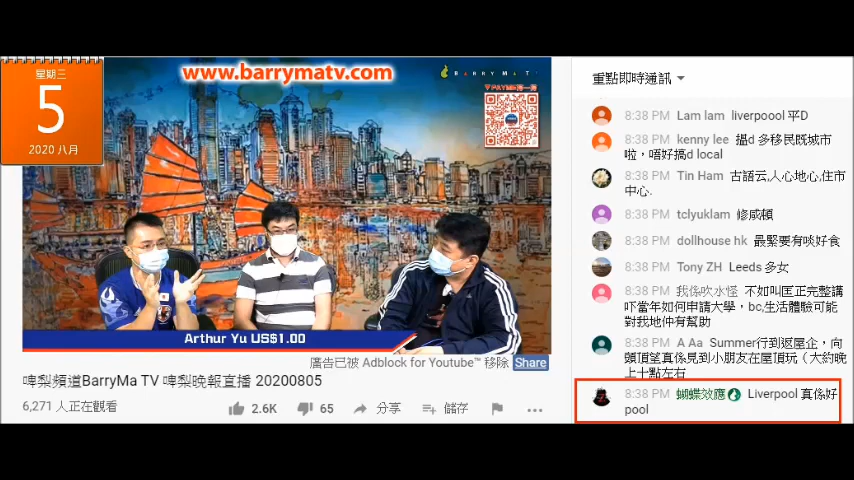 星期三
5
2020 八月
www.barrymatv.com
BARRYMAT
重點即時通訊
8:38 PM Lam lam liverpoool 平D
8:38 PM kenny lee 搵d 多移民既城市
啦，唔好搞d local
8:38 PM Tin Ham 古語云,人心地心,住市
中心.
8:38 PM tclyuklam 修咸頓
8:38 PM dollhouse hk 最緊要有啖好食
8:38 PM Tony ZH Leeds 多女
8:38 PM 我係吹水怪 不如叫匡正完整講
吓當年如何申請大學，bc,生活體驗可能
對我地仲有幫助
8:38 PM A Aa Summer行到返屋企，向
頭頂望真係見到小朋友在屋頂玩（大約晚
上十點左右
8:38 PM 蝴蝶效應 Liverpool 真係好
pool
Arthur Yu US$1.00
廣告已被 Adblock for Youtube™ 移除 Share
啤梨頻道BarryMa TV 啤梨晚報直播 20200805
6,271 人正在觀看
2.6K 65 分享 儲存